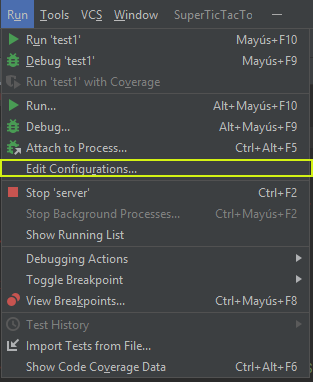 Run Tools VCS Window SuperTicTacTo
Run 'test1' Mayús+F10
Debug 'test1' Mayús+F9
Run 'test1' with Coverage
Run... Alt+Mayús+F10
Debug... Alt+Mayús+F9
Attach to Process... Ctrl+Alt+F5
Edit Configurations...
Stop 'server' Ctrl+F2
Stop Background Processes... Ctrl+Mayús+F2
Show Running List
Debugging Actions
Toggle Breakpoint
View Breakpoints... Ctrl+Mayús+F8
Test History
Import Tests from File...
Show Code Coverage Data Ctrl+Alt+F6